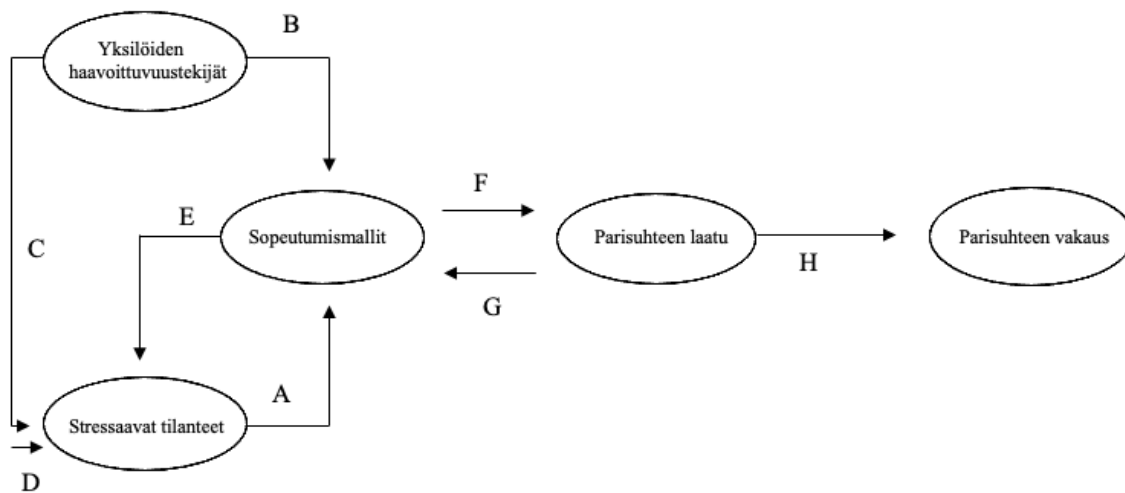 B
Yksilöiden
haavoittuvuustekijät
F
E
Sopeutumismallit
Parisuhteen laatu
Parisuhteen vakaus
C
H
G
A
Stressaavat tilanteet
D